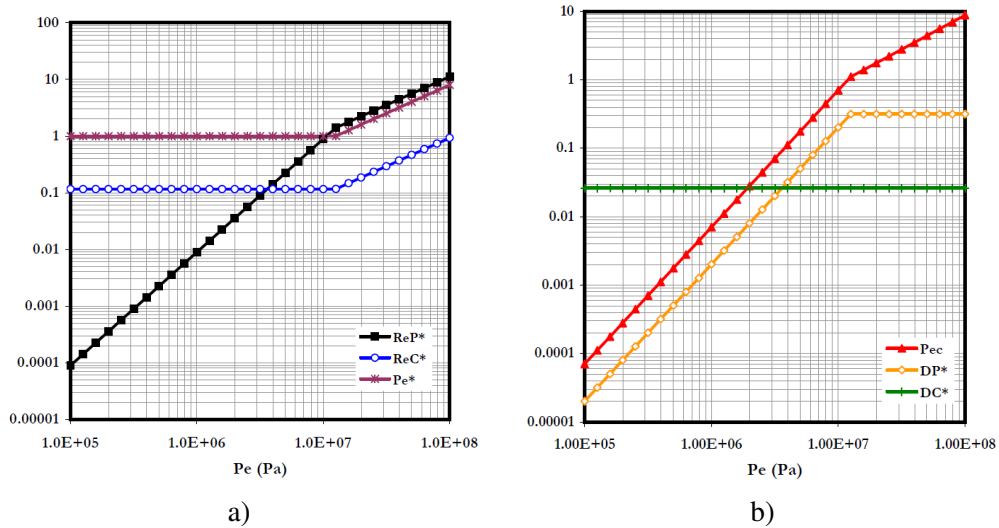 100
10
1
0.1
0.01
0.001
0.0001
0.00001
1.0E+05
1.0E+06
1.0E+07
1.0E+08
Pe (Pa)
ReP*
ReC*
Pe*
a)
10
1
0.1
0.01
0.001
0.0001
0.00001
1.00E+05
1.00E+06
1.00E+07
1.00E+08
Pe (Pa)
Pec
DP*
DC*
b)